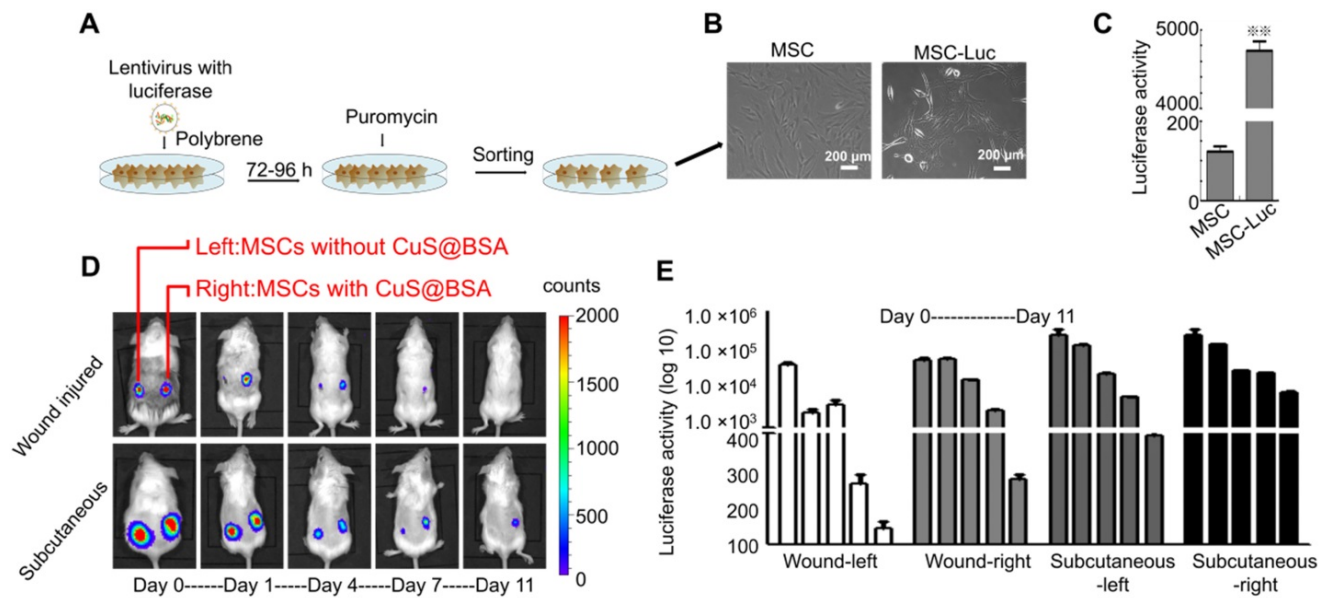 A
Lentivirus with
luciferase
Polybrene
72-96 h
Puromycin
Sorting
B
MSC
MSC-Luc
200 µm
200 µm
C
Luciferase activity
5000
※※
4000
200
0
MSC
MSC-Luc
Left:MSCs without CuS@BSA
D
Right:MSCs with CuS@BSA
counts
2000
1500
1000
500
0
Wound injured
Subcutaneous
Day 0------Day 1-----Day 4------Day 7-----Day 11
E
Day 0-------------Day 11
Luciferase activity (log 10)
1.0 ×10⁶
1.0 ×10⁵
1.0 ×10⁴
1.0 ×10³
400
300
200
100
Wound-left
Wound-right
Subcutaneous
-left
Subcutaneous
-right